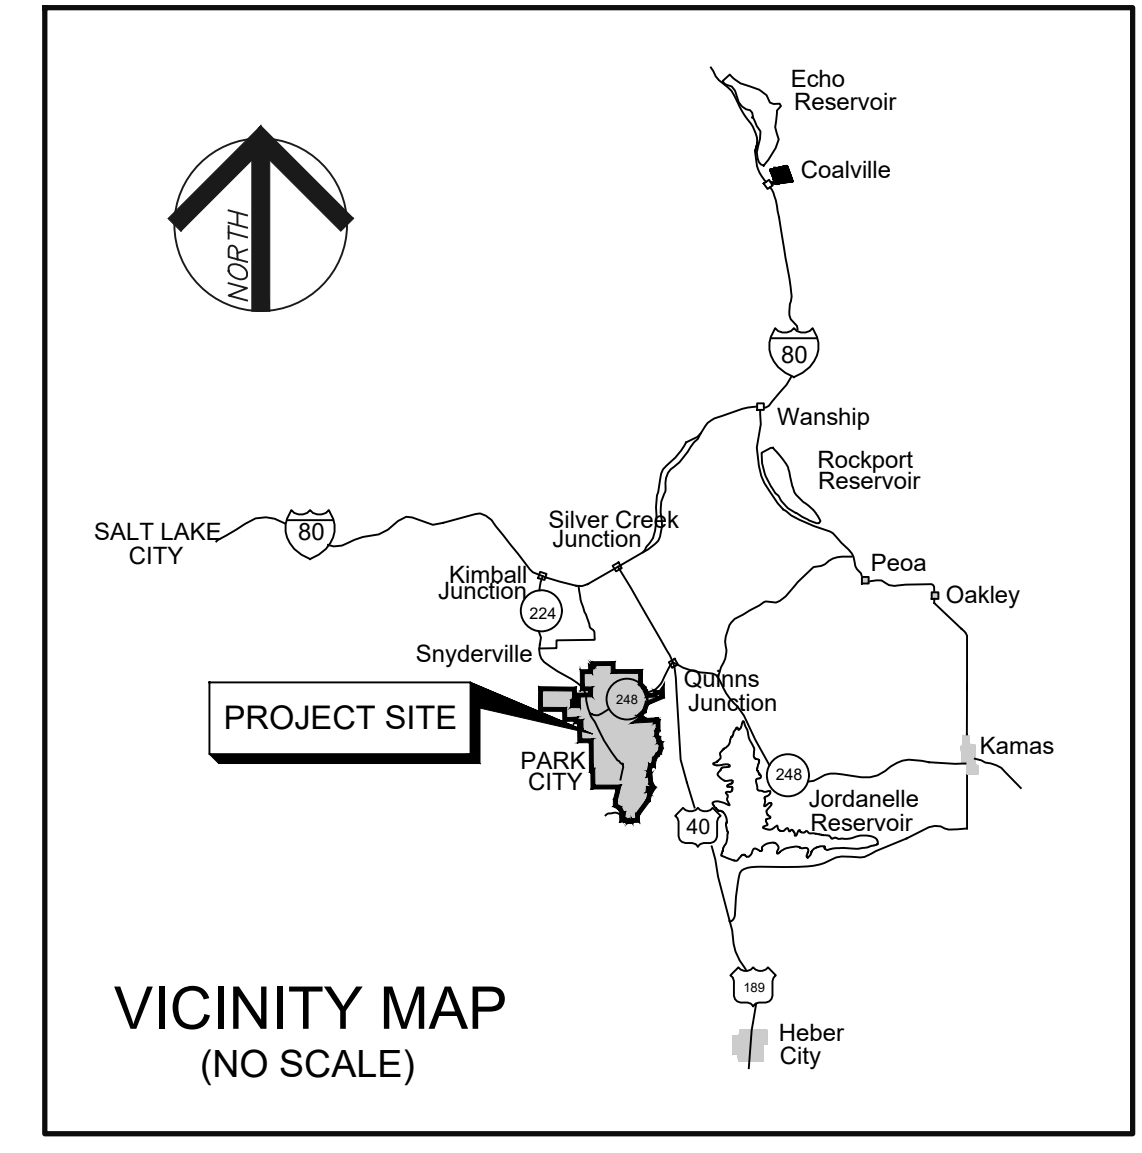 Echo
Reservoir
Coalville
NORTH
80
Wanship
Rockport
Reservoir
SALT LAKE
CITY
80
Silver Creek
Junction
Kimball
Junction
Peoa
Oakley
224
Snyderville
Quinns
Junction
248
PROJECT SITE
PARK
CITY
Kamas
248
Jordanelle
Reservoir
40
189
VICINITY MAP
(NO SCALE)
Heber
City